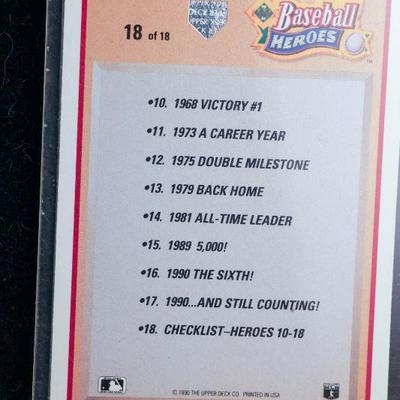 18 of 18
Baseball
HEROES
TM
•10. 1968 VICTORY #1
•11. 1973 A CAREER YEAR
•12. 1975 DOUBLE MILESTONE
•13. 1979 BACK HOME
•14. 1981 ALL-TIME LEADER
•15. 1989 5,000!
•16. 1990 THE SIXTH!
•17. 1990...AND STILL COUNTING!
•18. CHECKLIST–HEROES 10-18
© 1990 THE UPPER DECK CO. PRINTED IN USA